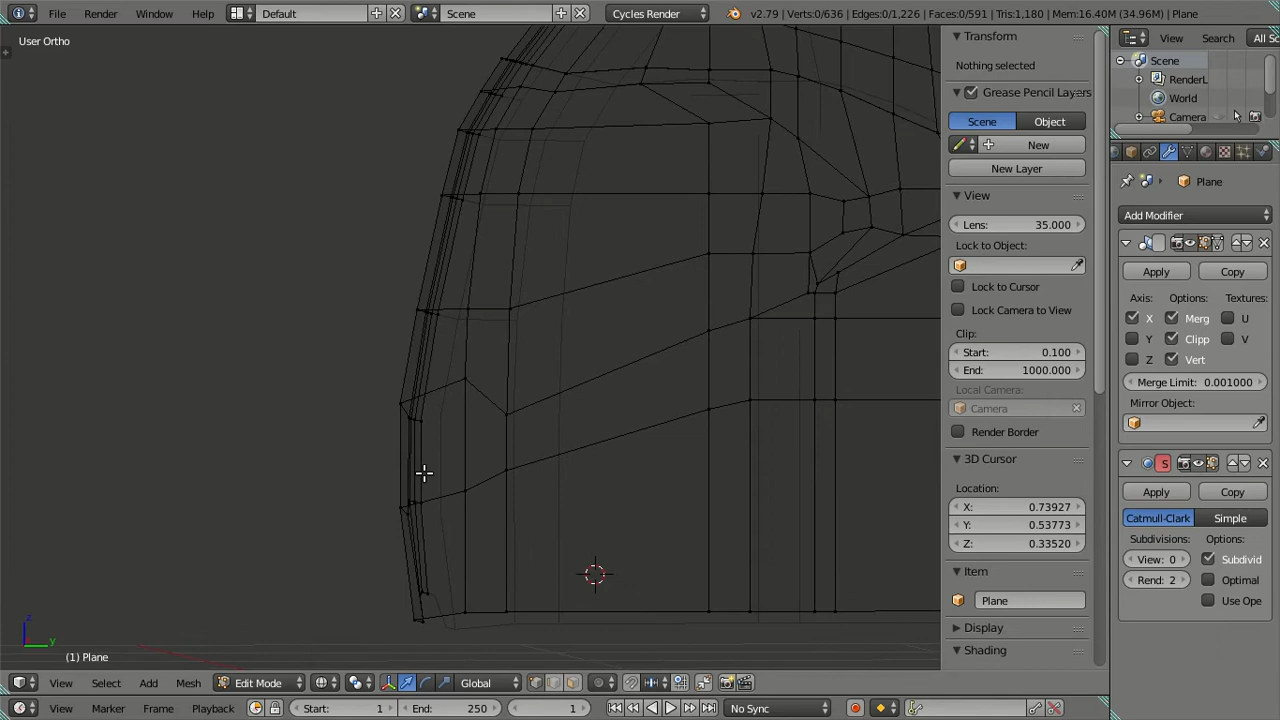 File Render Window Help Default Scene Cycles Render v2.79 | Verts:0/636 | Edges:0/1,226 | Faces:0/591 | Tris:1,180 | Mem:16.40M (34.96M) | Plane
User Ortho
Transform
Nothing selected
Grease Pencil Layers
Scene Object
New
New Layer
View
Lens: 35.000
Lock to Object:
Lock to Cursor
Lock Camera to View
Clip:
Start: 0.100
End: 1000.000
Local Camera:
Camera
Render Border
3D Cursor
Location:
X: 0.73927
Y: 0.53773
Z: 0.33520
Item
Plane
Display
Shading
View Search All Sc
Scene
RenderL
World
Camera
Plane
Add Modifier
Apply Copy
Axis: Options: Textures:
X Merg U
Y Clipp V
Z Vert
Merge Limit: 0.001000
Mirror Object:
S
Apply Copy
Catmull-Clark Simple
Subdivisions: Options:
View: 0 Subdivid
Rend: 2 Optimal
Use Ope
z
y
(1) Plane
View Select Add Mesh Edit Mode Global
View Marker Frame Playback Start: 1 End: 250 1 No Sync